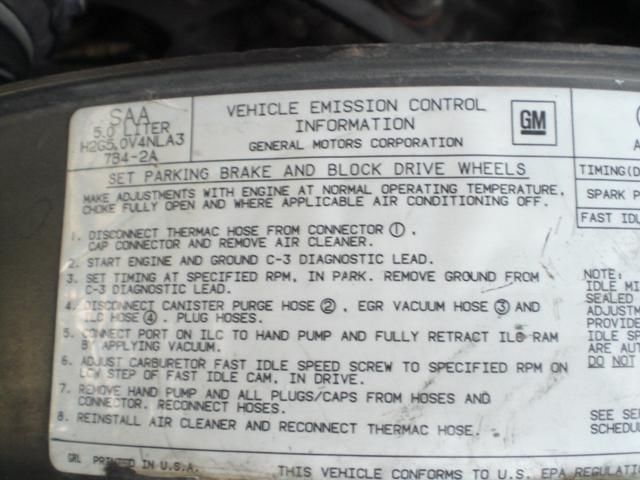 SAA
5.0 LITER
H2G5.0V4NLA3
7B4-2A
VEHICLE EMISSION CONTROL
INFORMATION
GENERAL MOTORS CORPORATION
GM
SET PARKING BRAKE AND BLOCK DRIVE WHEELS
MAKE ADJUSTMENTS WITH ENGINE AT NORMAL OPERATING TEMPERATURE,
CHOKE FULLY OPEN AND WHERE APPLICABLE AIR CONDITIONING OFF.
1. DISCONNECT THERMAC HOSE FROM CONNECTOR ①,
CAP CONNECTOR AND REMOVE AIR CLEANER.
2. START ENGINE AND GROUND C-3 DIAGNOSTIC LEAD.
3. SET TIMING AT SPECIFIED RPM, IN PARK. REMOVE GROUND FROM
C-3 DIAGNOSTIC LEAD.
4. DISCONNECT CANISTER PURGE HOSE ②, EGR VACUUM HOSE ③ AND
ILC HOSE ④. PLUG HOSES.
5. CONNECT PORT ON ILC TO HAND PUMP AND FULLY RETRACT ILC RAM
BY APPLYING VACUUM.
6. ADJUST CARBURETOR FAST IDLE SPEED SCREW TO SPECIFIED RPM ON
LOW STEP OF FAST IDLE CAM, IN DRIVE.
7. REMOVE HAND PUMP AND ALL PLUGS/CAPS FROM HOSES AND
CONNECTOR. RECONNECT HOSES.
8. REINSTALL AIR CLEANER AND RECONNECT THERMAC HOSE.
GRL PRINTED IN U.S.A.
THIS VEHICLE CONFORMS TO U.S. EPA REGULATIO
A
TIMING(D
SPARK P
FAST IDL
NOTE:
IDLE MI
SEALED
ADJUSTM
PROVIDE
IDLE SP
ARE AUT
DO NOT
SEE SE
SCHEDU